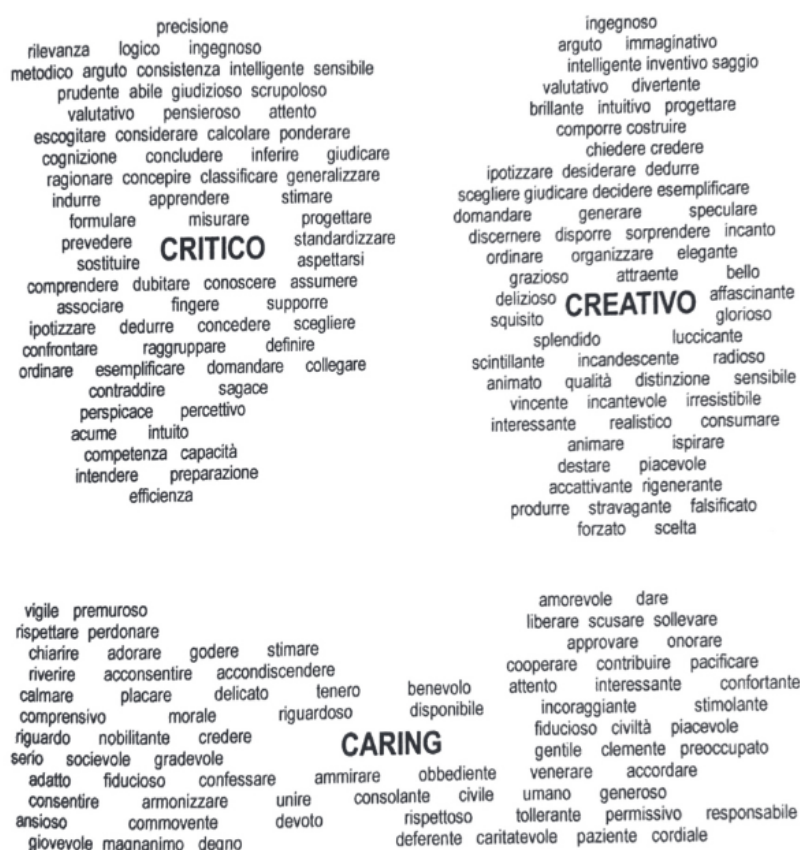 precisione
rilevanza logico ingegnoso
metodico arguto consistenza intelligente sensibile
prudente abile giudizioso scrupoloso
valutativo pensieroso attento
escogitare considerare calcolare ponderare
cognizione concludere inferire giudicare
ragionare concepire classificare generalizzare
indurre apprendere stimare
formulare misurare progettare
prevedere CRITICO standardizzare
sostituire aspettarsi
comprendere dubitare conoscere assumere
associare fingere supporre
ipotizzare dedurre concedere scegliere
confrontare raggruppare definire
ordinare esemplificare domandare collegare
contraddire sagace
perspicace percettivo
acume intuito
competenza capacità
intendere preparazione
efficienza
ingegnoso
arguto immaginativo
intelligente inventivo saggio
valutativo divertente
brillante intuitivo progettare
comporre costruire
chiedere credere
ipotizzare desiderare dedurre
scegliere giudicare decidere esemplificare
domandare generare speculare
discernere disporre sorprendere incanto
ordinare organizzare elegante
grazioso attraente bello
delizioso CREATIVO affascinante
squisito glorioso
splendido luccicante
scintillante incandescente radioso
animato qualità distinzione sensibile
vincente incantevole irresistibile
interessante realistico consumare
animare ispirare
destare piacevole
accattivante rigenerante
produrre stravagante falsificato
forzato scelta
vigile premuroso
rispettare perdonare
chiarire adorare godere stimare
riverire acconsentire accondiscendere
calmare placare delicato tenero benevolo
comprensivo morale riguardoso disponibile
riguardo nobilitante credere
serio socievole gradevole
CARING
amorevole dare
liberare scusare sollevare
approvare onorare
cooperare contribuire pacificare
attento interessante confortante
incoraggiante stimolante
fiducioso civiltà piacevole
gentile clemente preoccupato
adatto fiducioso confessare ammirare obbediente venerare accordare
consentire armonizzare unire consolante civile umano generoso
ansioso commovente devoto rispettoso tollerante permissivo responsabile
giovevole magnanimo degno deferente caritatevole paziente cordiale